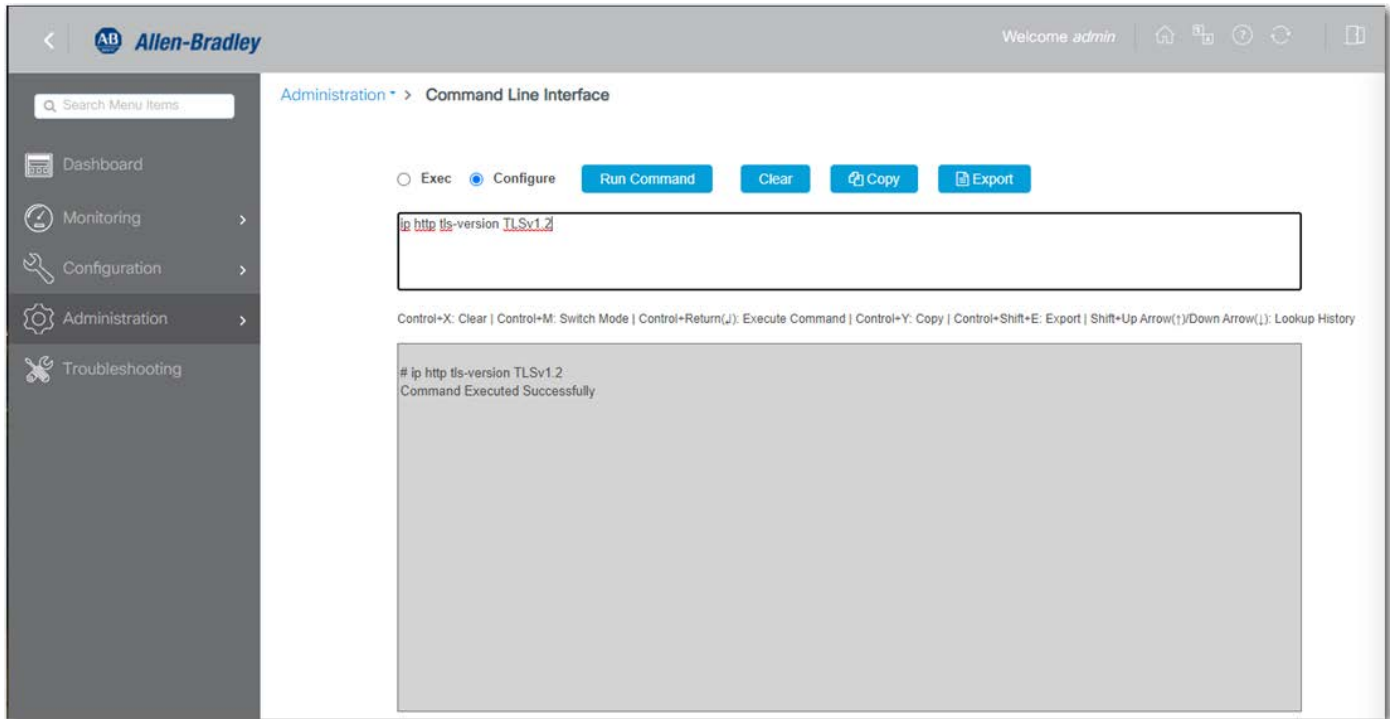 AB Allen-Bradley
Welcome admin
Search Menu Items
Administration > Command Line Interface
Dashboard
Monitoring
Configuration
Administration
Troubleshooting
Exec Configure Run Command Clear Copy Export
ip http tls-version TLSv1.2
Control+X: Clear | Control+M: Switch Mode | Control+Return(↲): Execute Command | Control+Y: Copy | Control+Shift+E: Export | Shift+Up Arrow(↑)/Down Arrow(↓): Lookup History
# ip http tls-version TLSv1.2
Command Executed Successfully